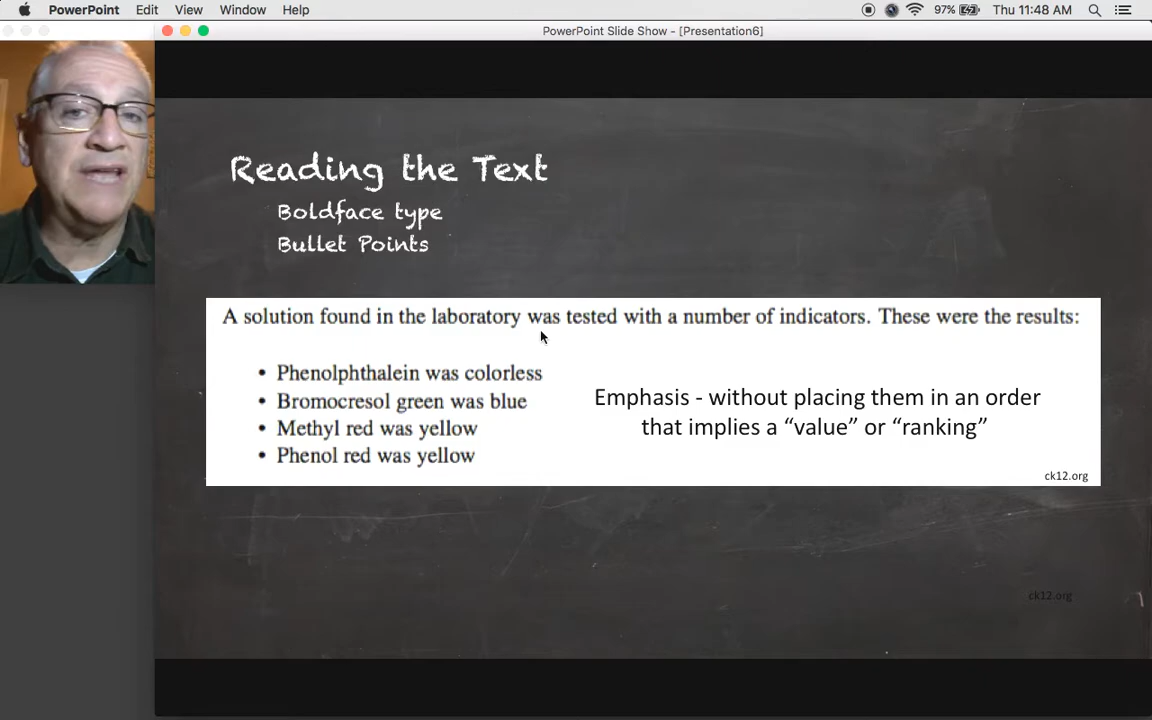 PowerPoint Edit View Window Help 97% Thu 11:48 AM
PowerPoint Slide Show - [Presentation6]
Reading the Text
Boldface type
Bullet Points
A solution found in the laboratory was tested with a number of indicators. These were the results:
• Phenolphthalein was colorless
• Bromocresol green was blue
• Methyl red was yellow
• Phenol red was yellow
Emphasis - without placing them in an order
that implies a “value” or “ranking”
ck12.org
ck12.org